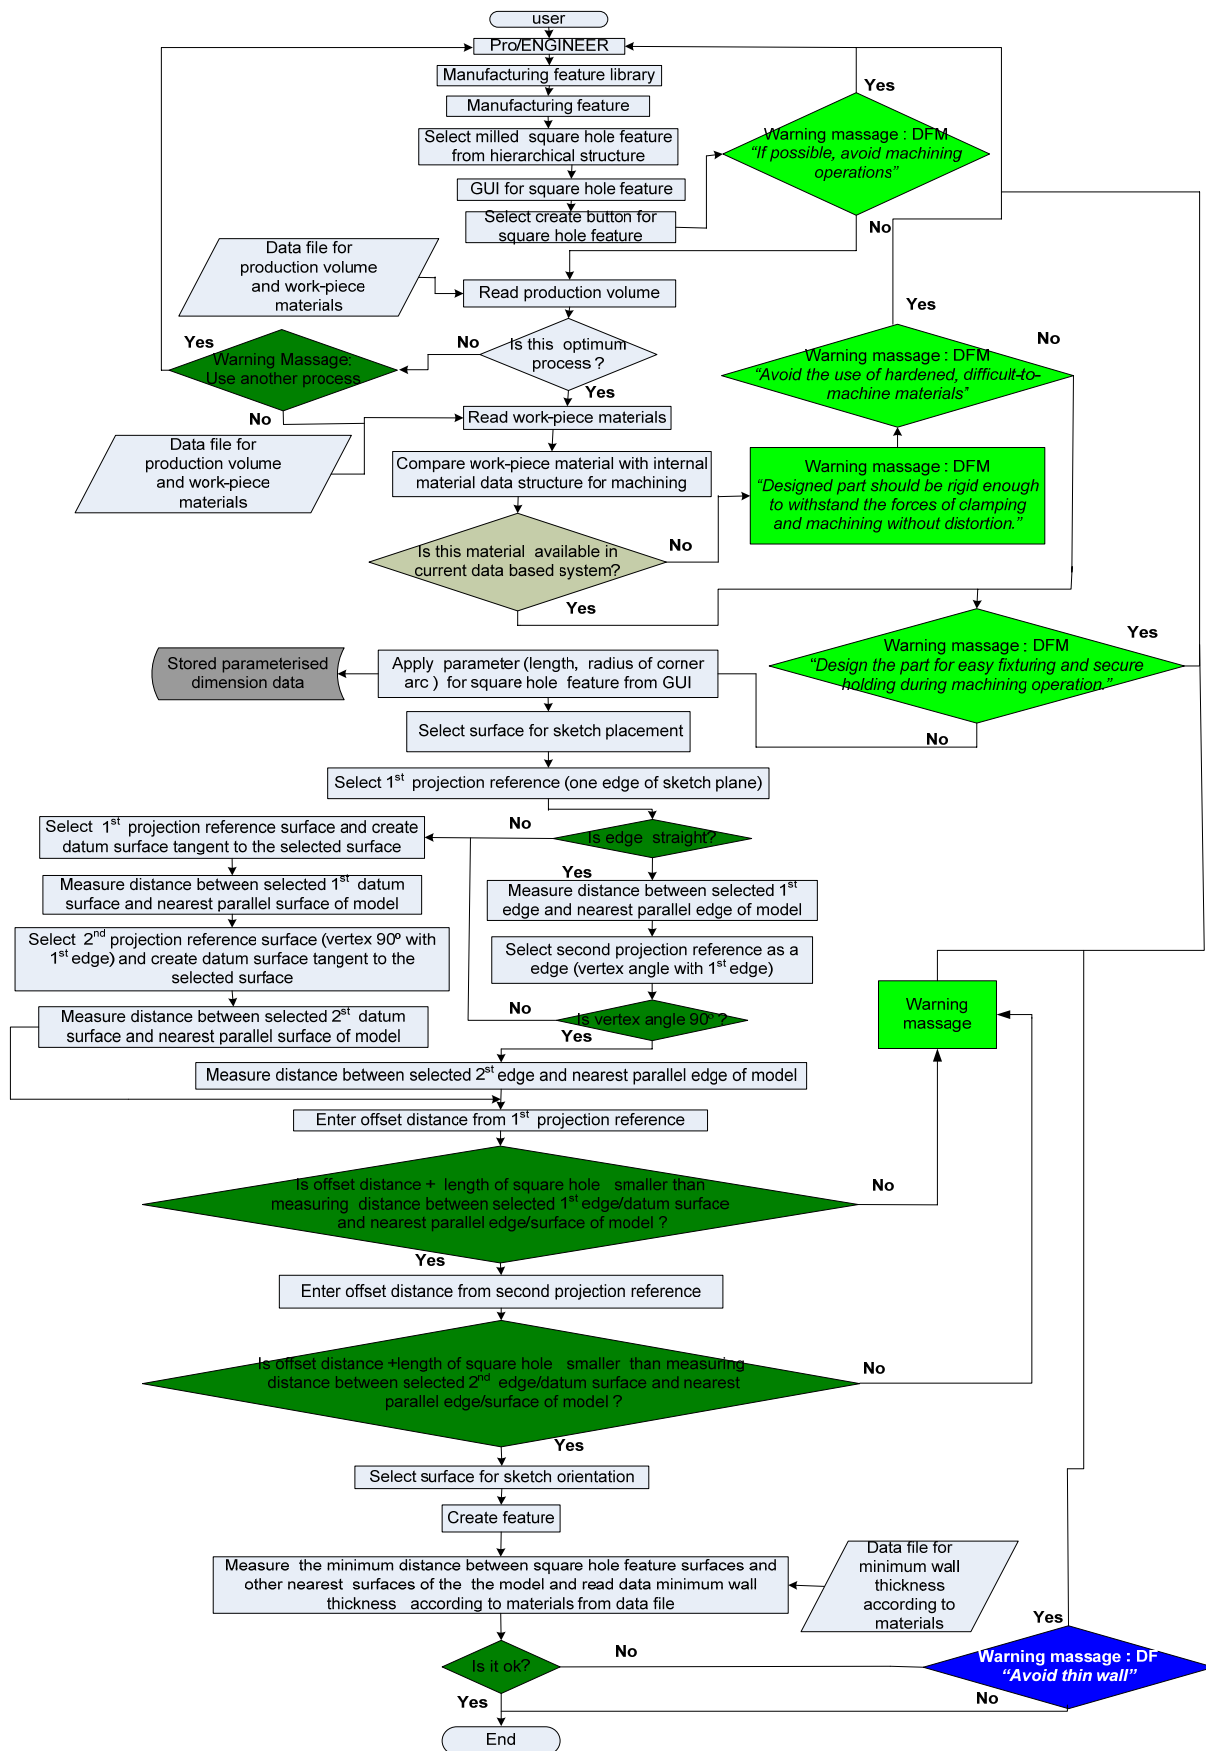 user
Pro/ENGINEER
Manufacturing feature library
Manufacturing feature
Select milled square hole feature
from hierarchical structure
GUI for square hole feature
Select create button for
square hole feature
Yes
Warning massage : DFM
“If possible, avoid machining
operations”
No
Data file for
production volume
and work-piece
materials
Read production volume
Is this optimum
process ?
No
Yes
Yes
Warning Massage:
Use another process
No
Read work-piece materials
Data file for
production volume
and work-piece
materials
Compare work-piece material with internal
material data structure for machining
Is this material available in
current data based system?
No
Yes
Yes
No
Warning massage : DFM
“Avoid the use of hardened, difficult-to-
machine materials”
Warning massage : DFM
“Designed part should be rigid enough
to withstand the forces of clamping
and machining without distortion.”
Yes
Warning massage : DFM
“Design the part for easy fixturing and secure
holding during machining operation.”
No
Stored parameterised
dimension data
Apply parameter (length, radius of corner
arc ) for square hole feature from GUI
Select surface for sketch placement
Select 1st projection reference (one edge of sketch plane)
Is edge straight?
No
Yes
Select 1st projection reference surface and create
datum surface tangent to the selected surface
Measure distance between selected 1st datum
surface and nearest parallel surface of model
Select 2nd projection reference surface (vertex 90º with
1st edge) and create datum surface tangent to the
selected surface
Measure distance between selected 2st datum
surface and nearest parallel surface of model
Measure distance between selected 1st
edge and nearest parallel edge of model
Select second projection reference as a
edge (vertex angle with 1st edge)
No
Is vertex angle 90º ?
Yes
Warning
massage
Measure distance between selected 2st edge and nearest parallel edge of model
Enter offset distance from 1st projection reference
Is offset distance + length of square hole smaller than
measuring distance between selected 1st edge/datum surface
and nearest parallel edge/surface of model ?
No
Yes
Enter offset distance from second projection reference
Is offset distance +length of square hole smaller than measuring
distance between selected 2nd edge/datum surface and nearest
parallel edge/surface of model ?
No
Yes
Select surface for sketch orientation
Create feature
Measure the minimum distance between square hole feature surfaces and
other nearest surfaces of the the model and read data minimum wall
thickness according to materials from data file
Data file for
minimum wall
thickness
according to
materials
Is it ok?
No
Yes
Yes
Warning massage : DF
“Avoid thin wall”
No
End